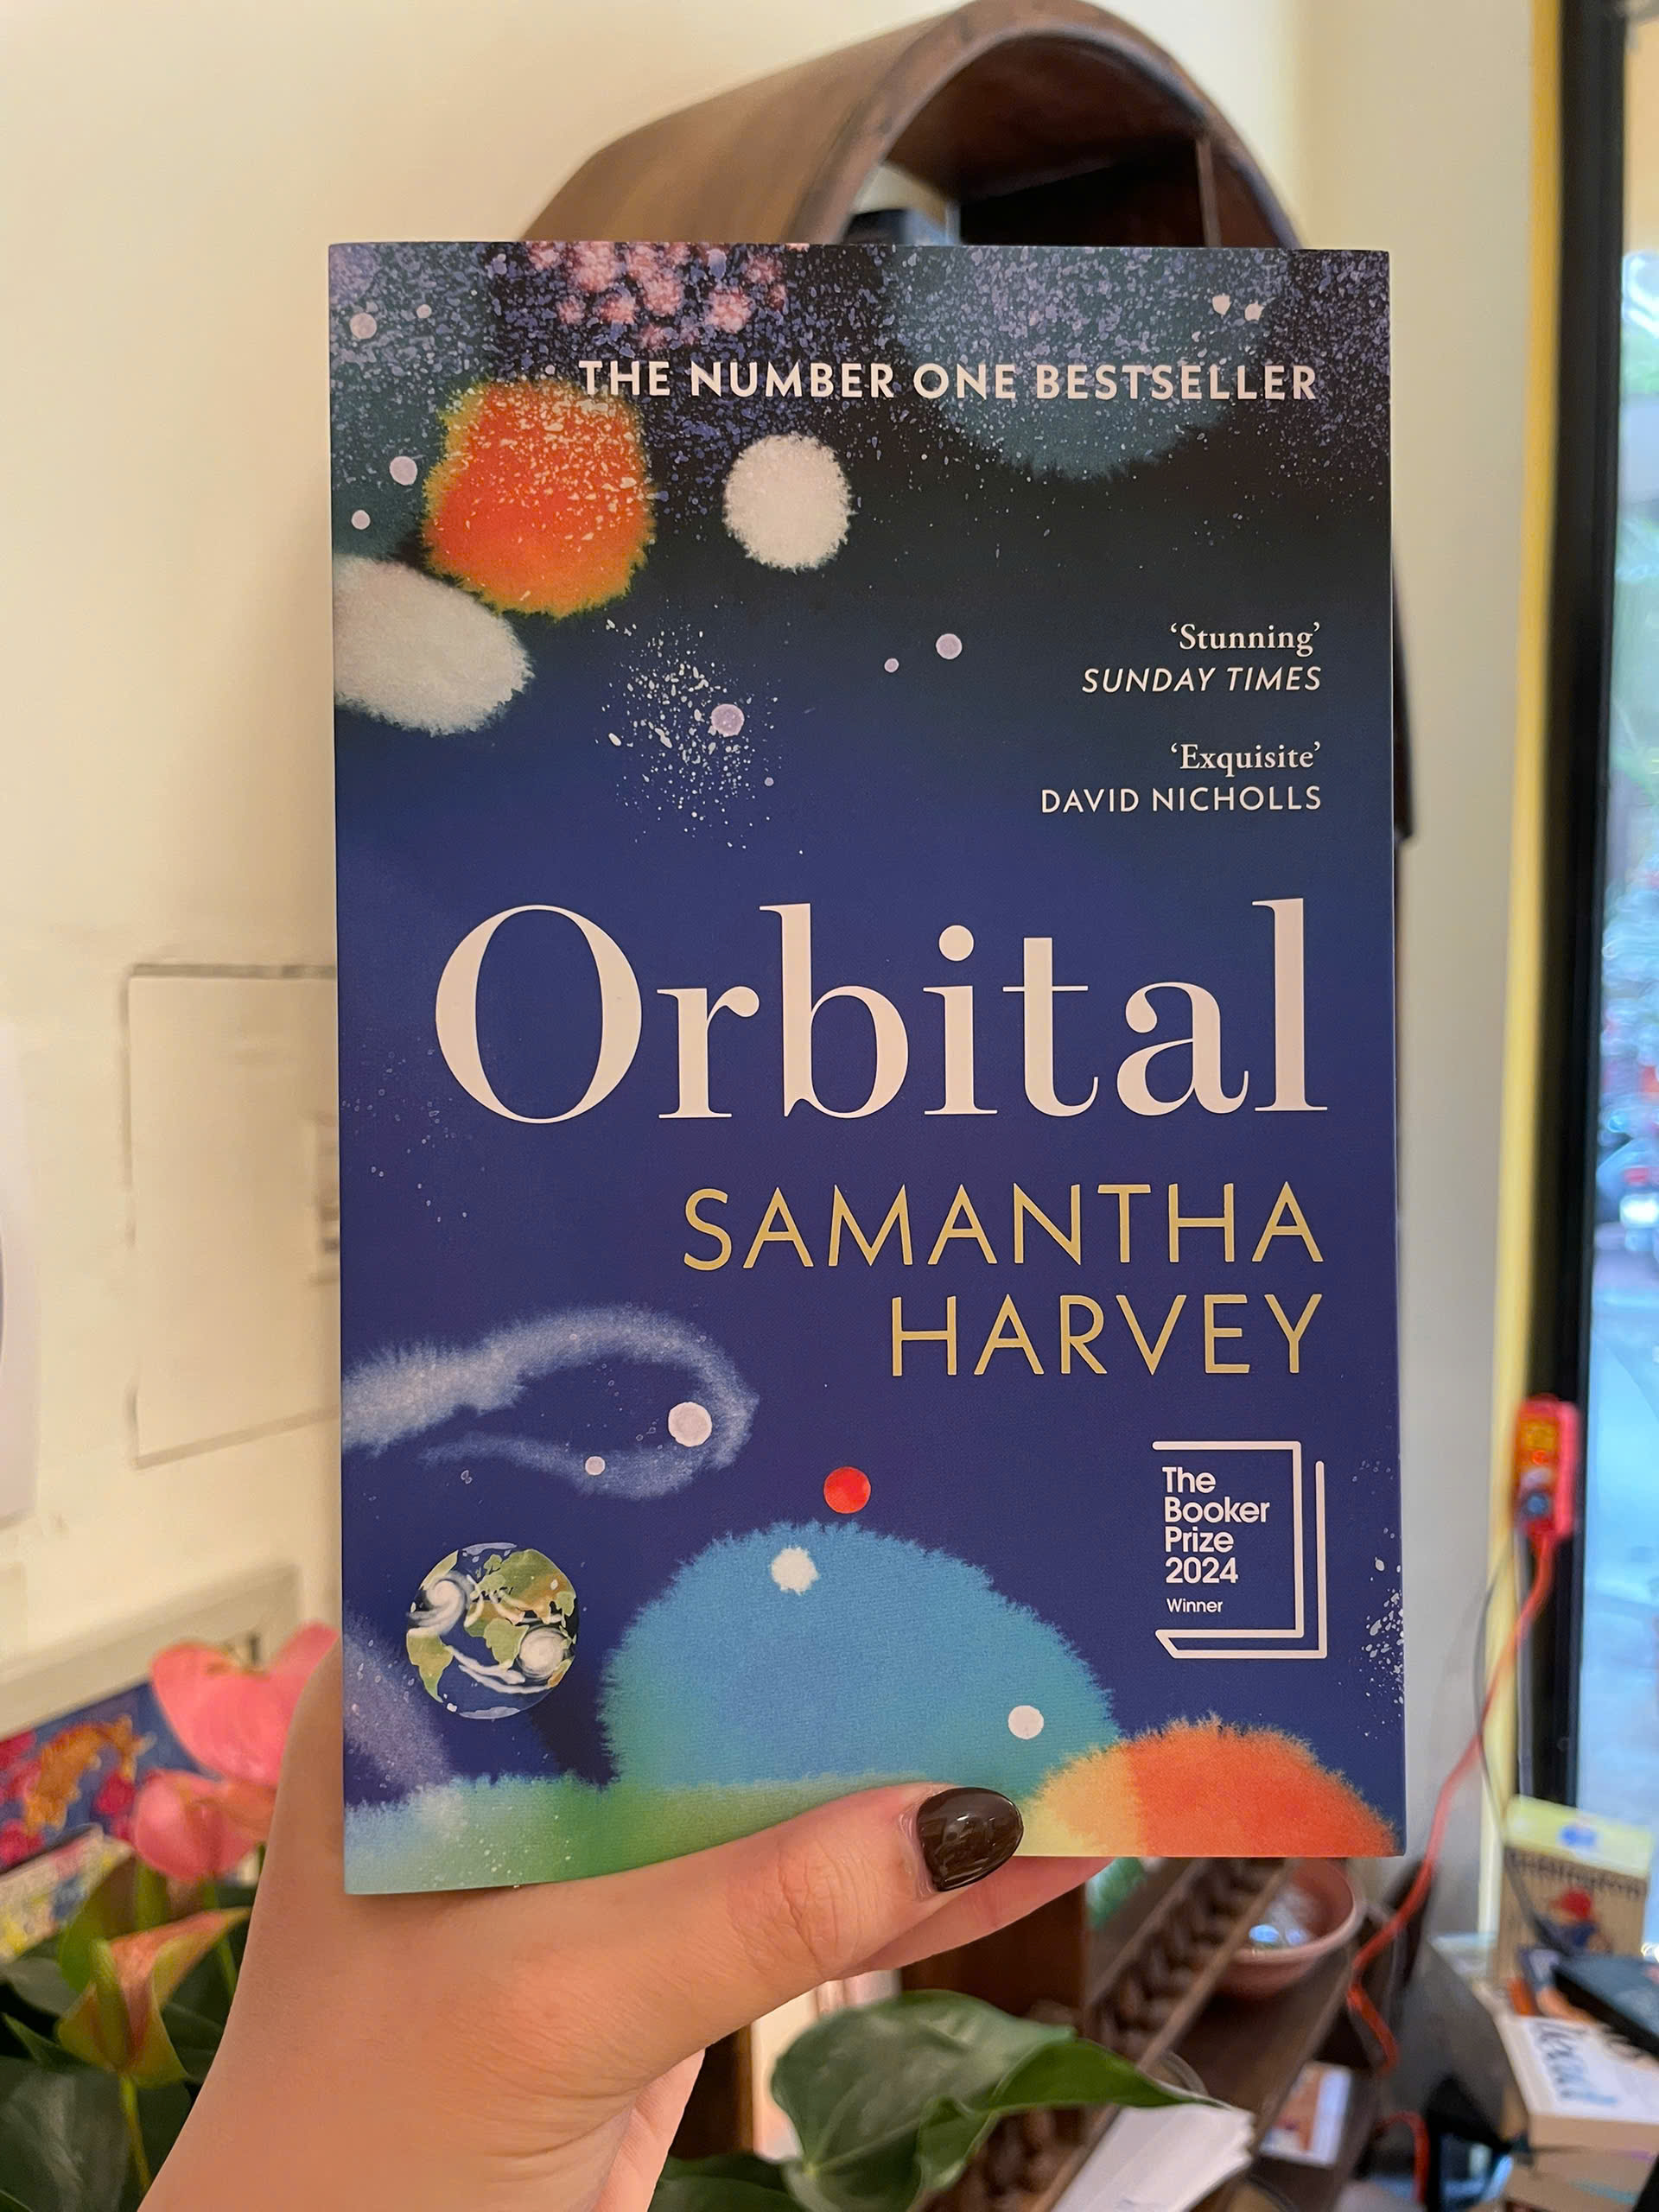 THE NUMBER ONE BESTSELLER
‘Stunning’
SUNDAY TIMES
‘Exquisite’
DAVID NICHOLLS
Orbital
SAMANTHA
HARVEY
The
Booker
Prize
2024
Winner